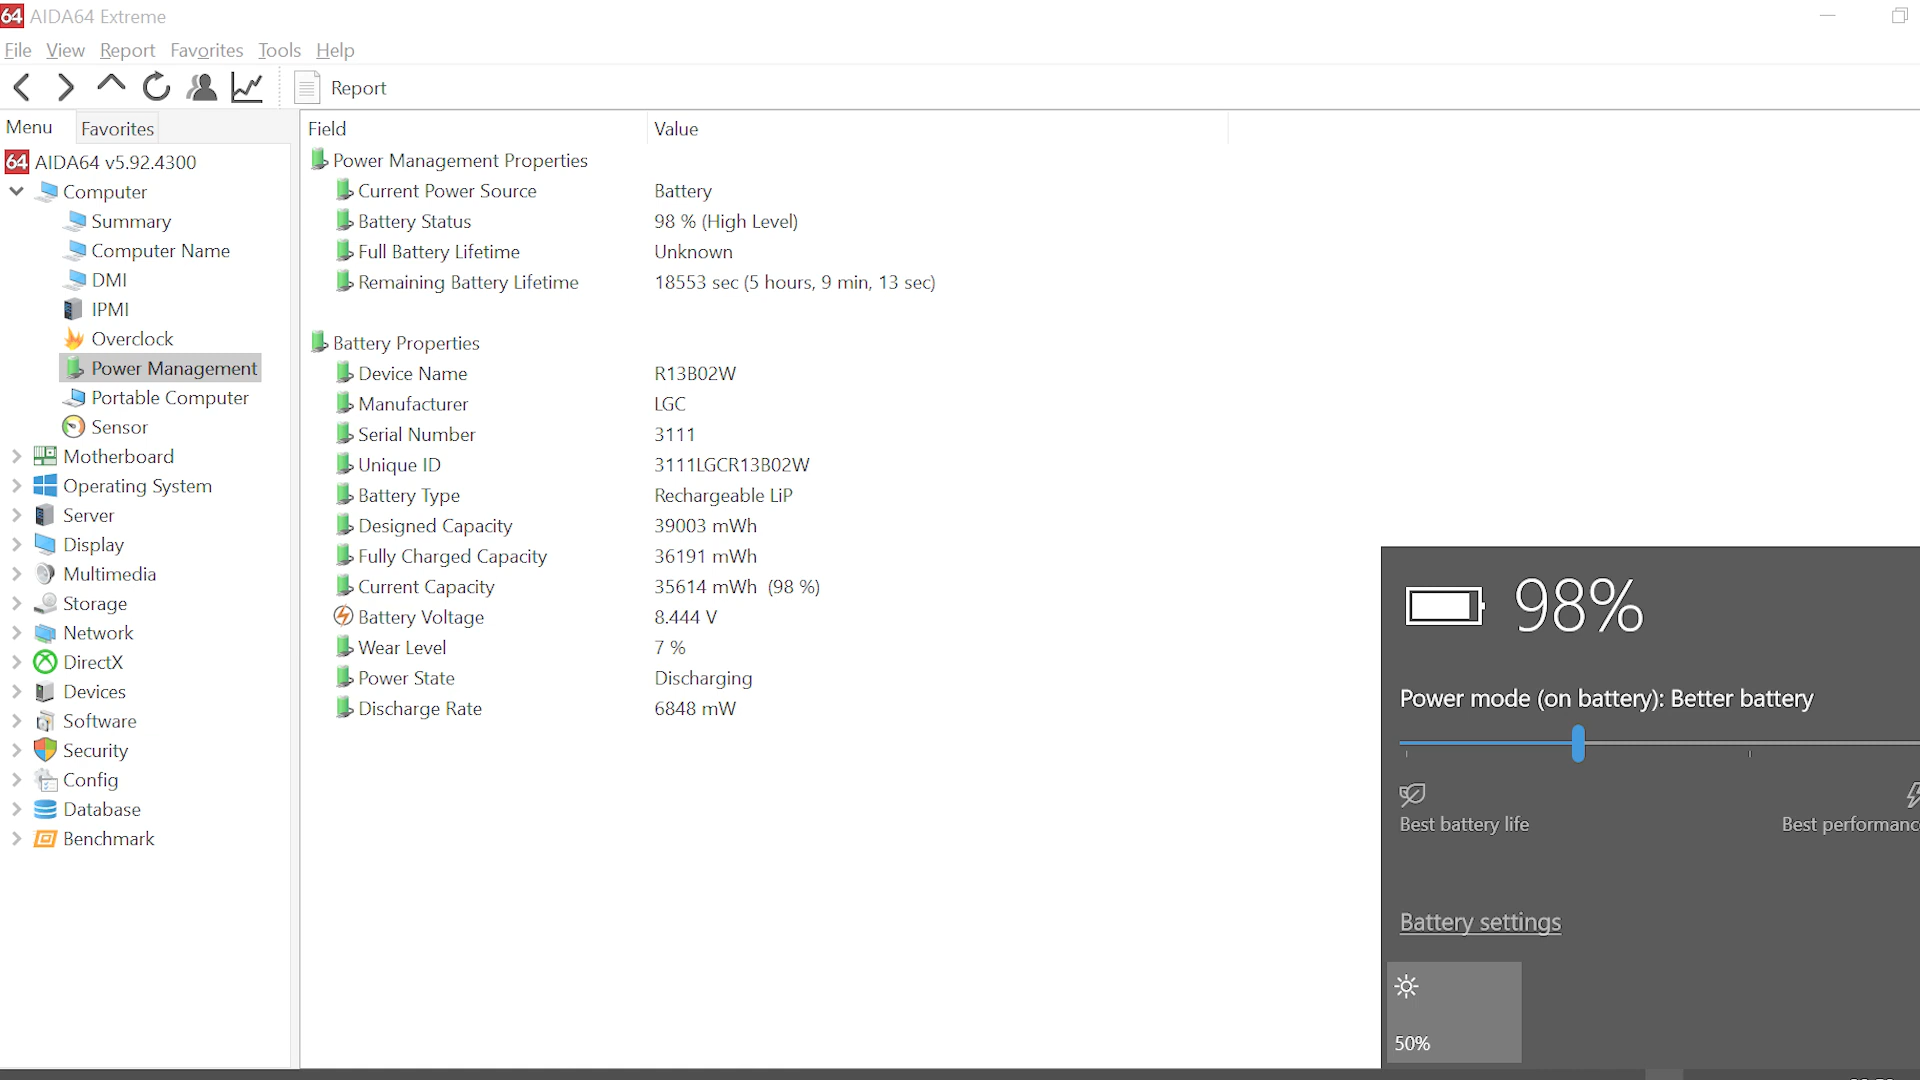 64 AIDA64 Extreme
File View Report Favorites Tools Help
Report
Menu Favorites
Field Value
64 AIDA64 v5.92.4300
Computer
Summary
Computer Name
DMI
IPMI
Overclock
Power Management
Portable Computer
Sensor
Motherboard
Operating System
Server
Display
Multimedia
Storage
Network
DirectX
Devices
Software
Security
Config
Database
Benchmark
Power Management Properties
Current Power Source Battery
Battery Status 98 % (High Level)
Full Battery Lifetime Unknown
Remaining Battery Lifetime 18553 sec (5 hours, 9 min, 13 sec)
Battery Properties
Device Name R13B02W
Manufacturer LGC
Serial Number 3111
Unique ID 3111LGCR13B02W
Battery Type Rechargeable LiP
Designed Capacity 39003 mWh
Fully Charged Capacity 36191 mWh
Current Capacity 35614 mWh (98 %)
Battery Voltage 8.444 V
Wear Level 7 %
Power State Discharging
Discharge Rate 6848 mW
98%
Power mode (on battery): Better battery
Best battery life Best performanc
Battery settings
50%